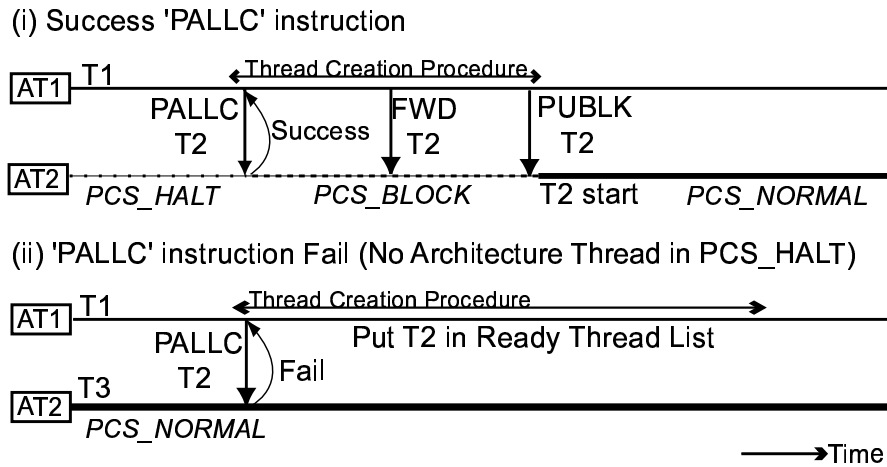 (i) Success 'PALLC' instruction
AT1 T1 Thread Creation Procedure
PALLC FWD PUBLK
T2 Success T2 T2
AT2 PCS_HALT PCS_BLOCK T2 start PCS_NORMAL
(ii) 'PALLC' instruction Fail (No Architecture Thread in PCS_HALT)
AT1 T1 Thread Creation Procedure
PALLC Put T2 in Ready Thread List
T2 Fail
AT2 T3
PCS_NORMAL
Time